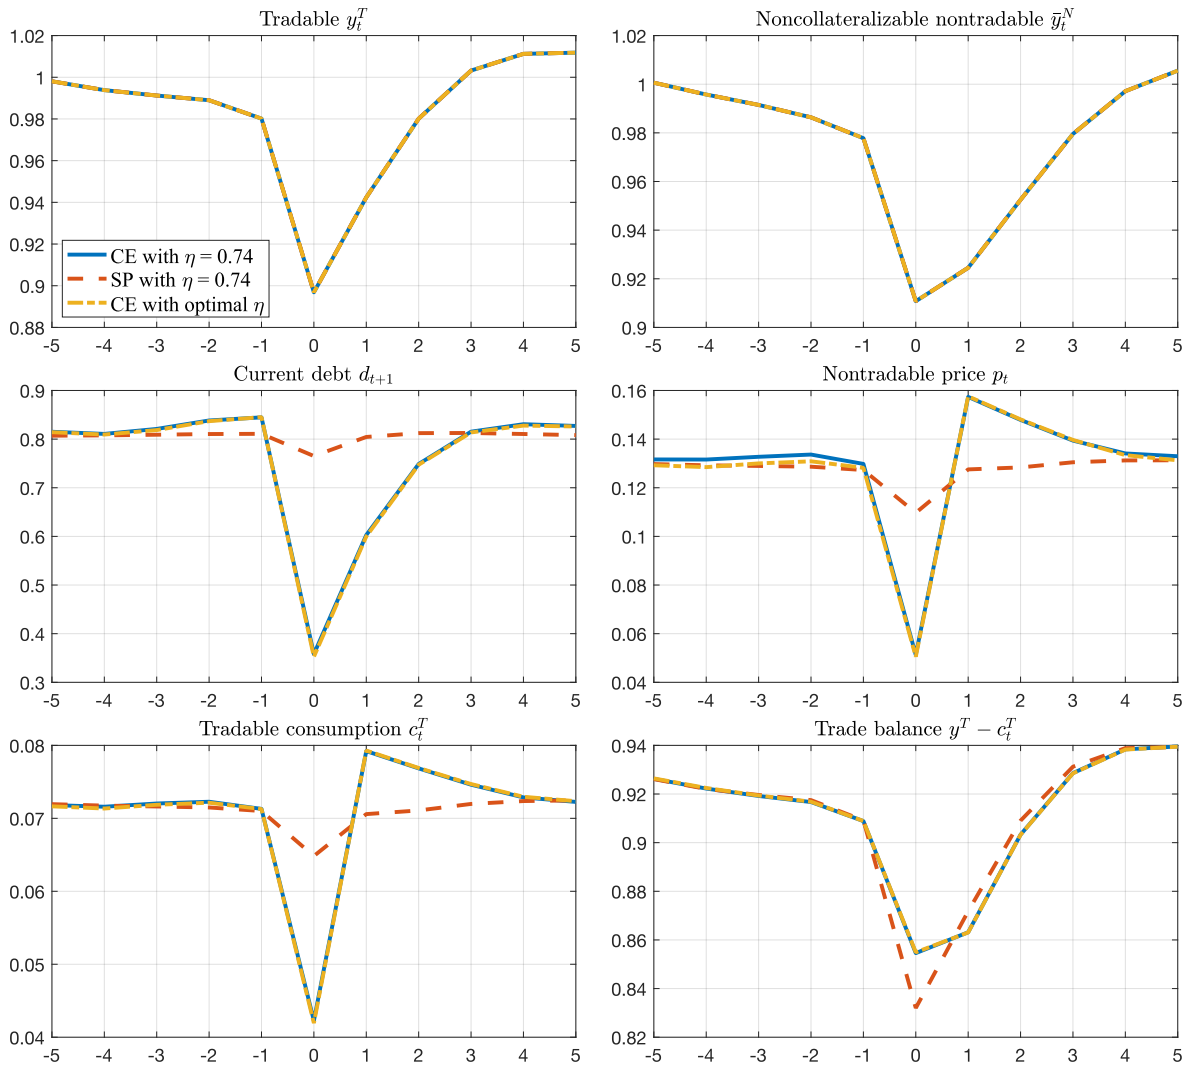 Tradable $y_t^T$
1.02
1
0.98
0.96
0.94
0.92
0.9
0.88
CE with η = 0.74
SP with η = 0.74
CE with optimal η
-5 -4 -3 -2 -1 0 1 2 3 4 5
Noncollateralizable nontradable $\bar{y}_t^N$
1.02
1
0.98
0.96
0.94
0.92
0.9
-5 -4 -3 -2 -1 0 1 2 3 4 5
Current debt $d_{t+1}$
0.9
0.8
0.7
0.6
0.5
0.4
0.3
-5 -4 -3 -2 -1 0 1 2 3 4 5
Nontradable price $p_t$
0.16
0.14
0.12
0.1
0.08
0.06
0.04
-5 -4 -3 -2 -1 0 1 2 3 4 5
Tradable consumption $c_t^T$
0.08
0.07
0.06
0.05
0.04
-5 -4 -3 -2 -1 0 1 2 3 4 5
Trade balance $y^T - c_t^T$
0.94
0.92
0.9
0.88
0.86
0.84
0.82
-5 -4 -3 -2 -1 0 1 2 3 4 5